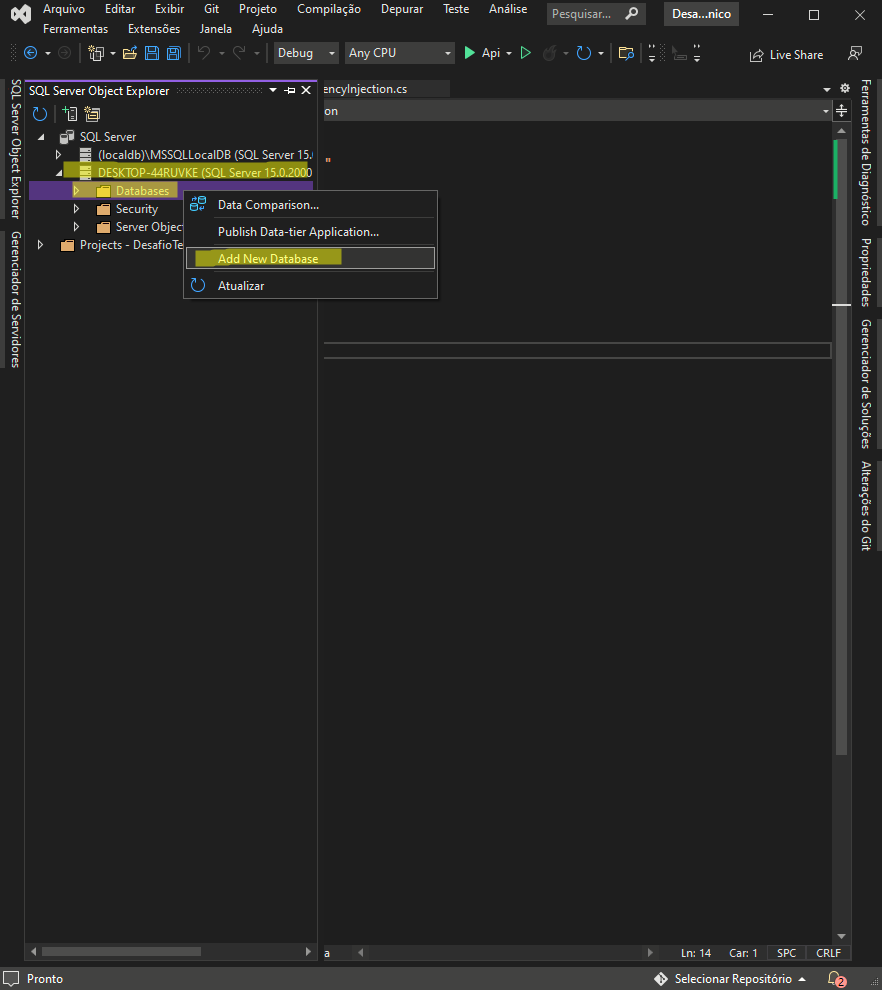 Arquivo Editar Exibir Git Projeto Compilação Depurar Teste Análise Pesquisar... Desa...nico
Ferramentas Extensões Janela Ajuda
Debug Any CPU Api Live Share
SQL Server Object Explorer
encyInjection.cs
on
SQL Server
(localdb)\MSSQLLocalDB (SQL Server 15.
"
DESKTOP-44RUVKE (SQL Server 15.0.2000
Databases
Security
Server Objec
Projects - DesafioTe
Data Comparison...
Publish Data-tier Application...
Add New Database
Atualizar
SQL Server Object Explorer
Gerenciador de Servidores
Ferramentas de Diagnóstico
Propriedades
Gerenciador de Soluções
Alterações do Git
a Ln: 14 Car: 1 SPC CRLF
Pronto Selecionar Repositório 2